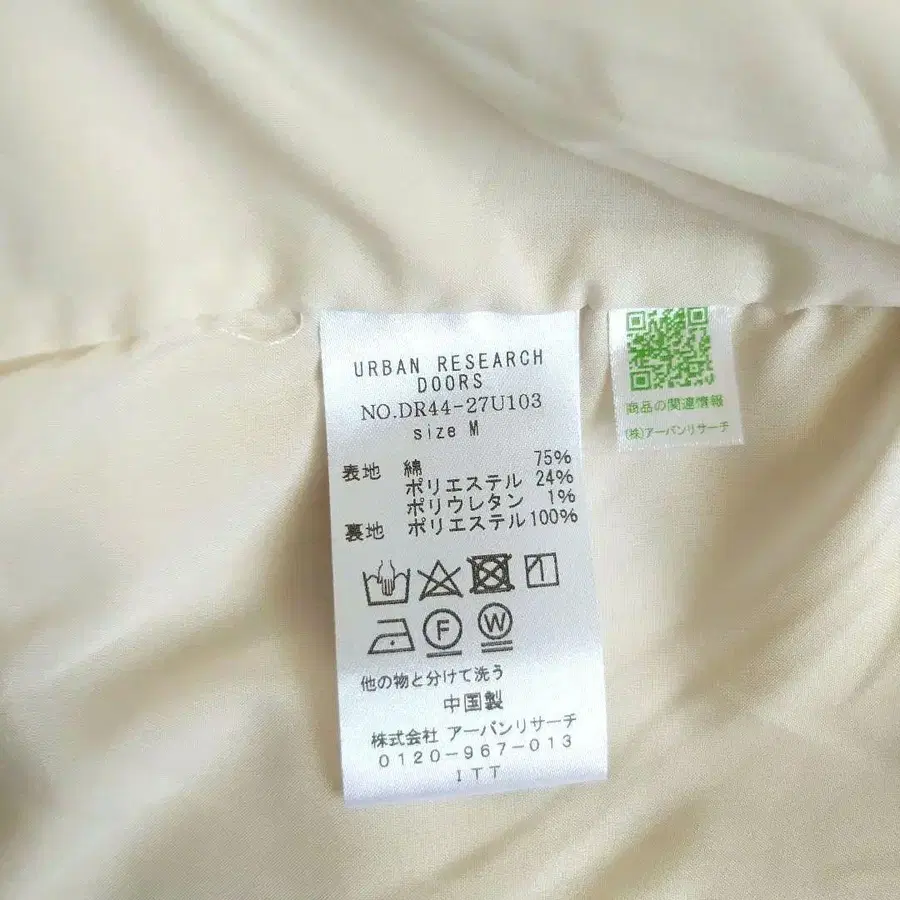 URBAN RESEARCH
DOORS
NO.DR44-27U103
size M
表地 綿 75%
ポリエステル 24%
ポリウレタン 1%
裏地 ポリエステル100%
F W
他の物と分けて洗う
中国製
株式会社 アーバンリサーチ
0120-967-013
ITT
商品の関連情報
(株)アーバンリサーチ